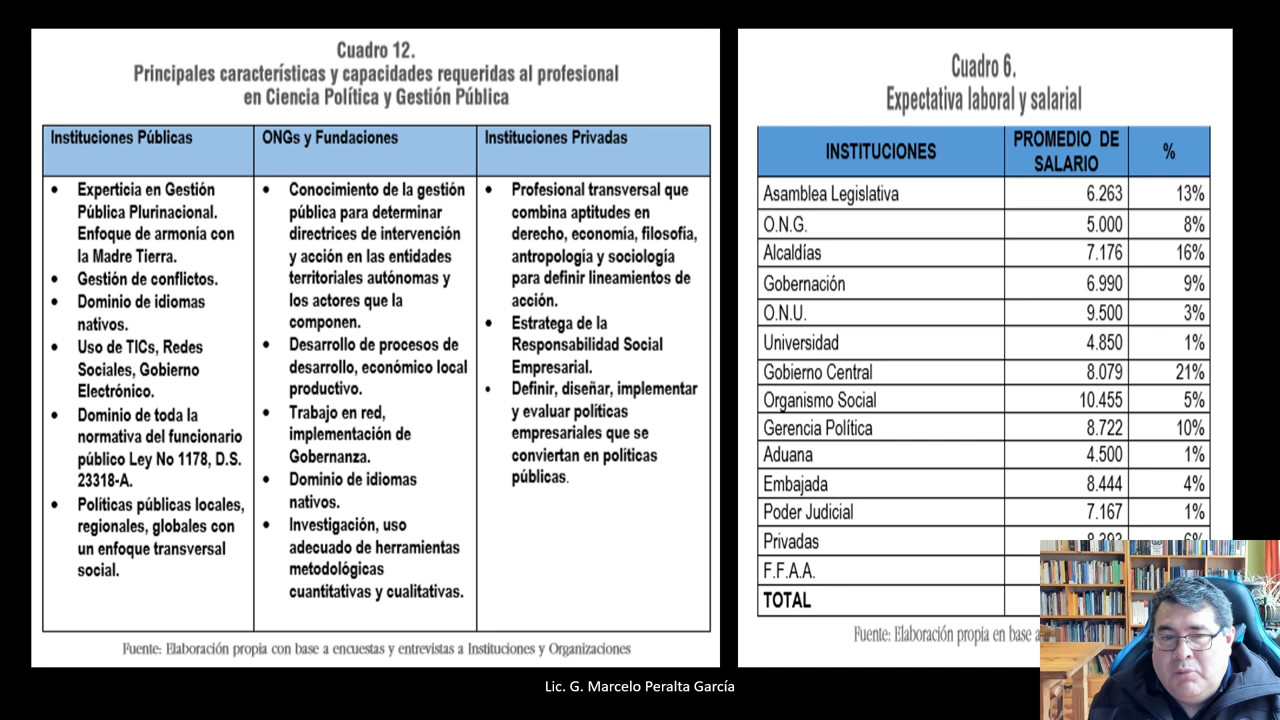 Cuadro 12.
Principales características y capacidades requeridas al profesional
en Ciencia Política y Gestión Pública
Instituciones Públicas
• Experticia en Gestión
Pública Plurinacional.
Enfoque de armonía con
la Madre Tierra.
• Gestión de conflictos.
• Dominio de idiomas
nativos.
• Uso de TICs, Redes
Sociales, Gobierno
Electrónico.
• Dominio de toda la
normativa del funcionario
público Ley No 1178, D.S.
23318-A.
• Políticas públicas locales,
regionales, globales con
un enfoque transversal
social.
ONGs y Fundaciones
• Conocimiento de la gestión
pública para determinar
directrices de intervención
y acción en las entidades
territoriales autónomas y
los actores que la
componen.
• Desarrollo de procesos de
desarrollo, económico local
productivo.
• Trabajo en red,
implementación de
Gobernanza.
• Dominio de idiomas
nativos.
• Investigación, uso
adecuado de herramientas
metodológicas
cuantitativas y cualitativas.
Instituciones Privadas
• Profesional transversal que
combina aptitudes en
derecho, economía, filosofía,
antropología y sociología
para definir lineamientos de
acción.
• Estratega de la
Responsabilidad Social
Empresarial.
• Definir, diseñar, implementar
y evaluar políticas
empresariales que se
conviertan en políticas
públicas.
Fuente: Elaboración propia con base a encuestas y entrevistas a Instituciones y Organizaciones
Cuadro 6.
Expectativa laboral y salarial
INSTITUCIONES PROMEDIO DE SALARIO %
Asamblea Legislativa 6.263 13%
O.N.G. 5.000 8%
Alcaldías 7.176 16%
Gobernación 6.990 9%
O.N.U. 9.500 3%
Universidad 4.850 1%
Gobierno Central 8.079 21%
Organismo Social 10.455 5%
Gerencia Política 8.722 10%
Aduana 4.500 1%
Embajada 8.444 4%
Poder Judicial 7.167 1%
Privadas
F.F.A.A.
TOTAL
Fuente: Elaboración propia en base a
Lic. G. Marcelo Peralta García